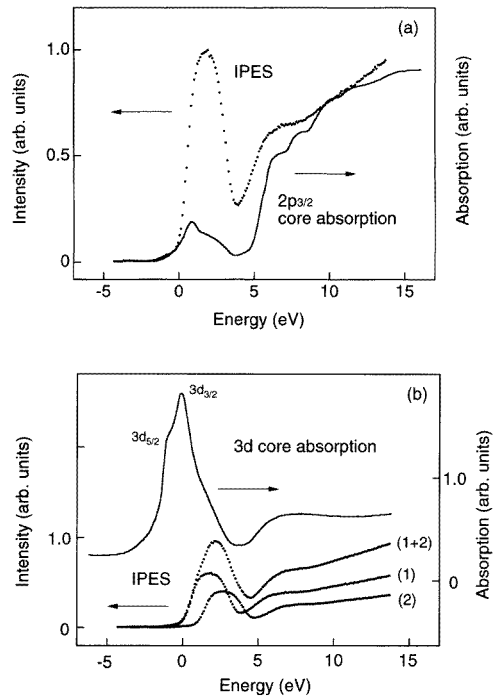 (a)
Intensity (arb. units)
1.0
0.5
0
IPES
2p3/2
core absorption
Absorption (arb. units)
-5 0 5 10 15
Energy (eV)
(b)
Intensity (arb. units)
1.0
0
3d5/2
3d3/2
3d core absorption
IPES
(1+2)
(1)
(2)
1.0
0
Absorption (arb. units)
-5 0 5 10 15
Energy (eV)